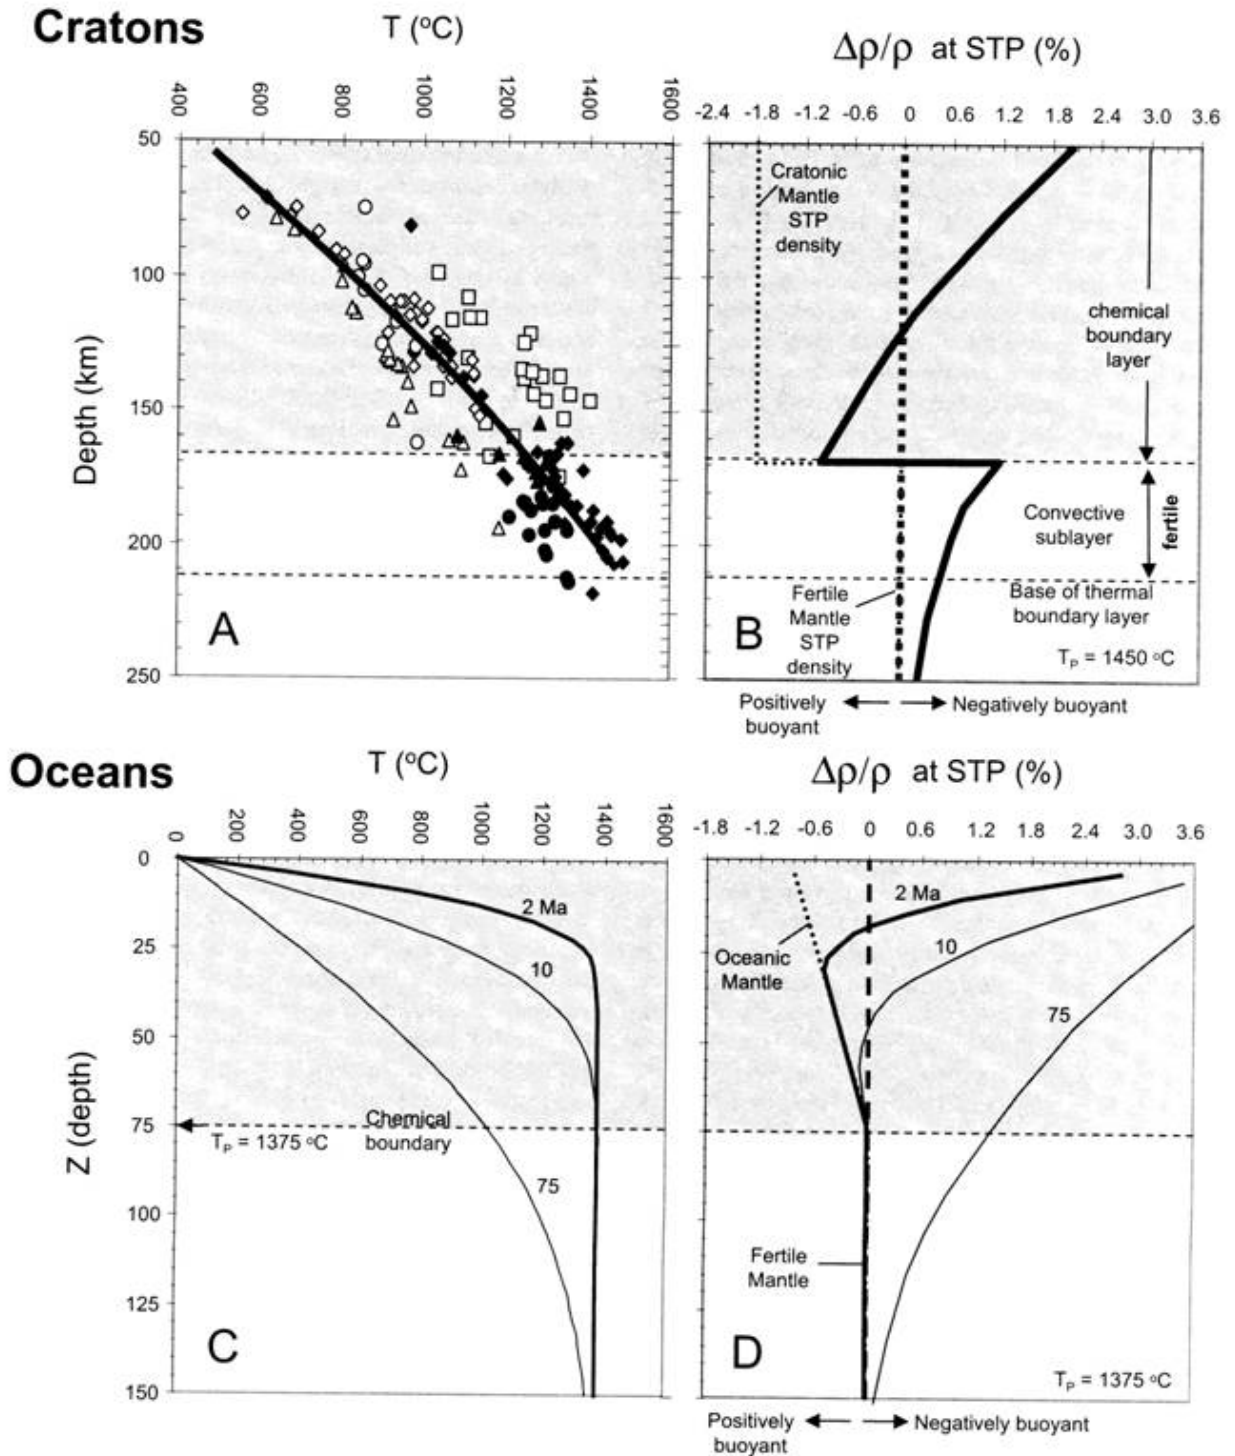 Cratons
T (°C)
Δρ/ρ at STP (%)
400 600 800 1000 1200 1400 1600
-2.4 -1.8 -1.2 -0.6 0 0.6 1.2 1.8 2.4 3.0 3.6
50
100
150
200
250
Depth (km)
A
Cratonic
Mantle
STP
density
chemical
boundary
layer
Convective
sublayer
fertile
Fertile
Mantle
STP
density
Base of thermal
boundary layer
B
TP = 1450 °C
Positively
buoyant
Negatively buoyant
Oceans
T (°C)
Δρ/ρ at STP (%)
0 200 400 600 800 1000 1200 1400 1600
-1.8 -1.2 -0.6 0 0.6 1.2 1.8 2.4 3.0 3.6
0
25
50
75
100
125
150
Z (depth)
2 Ma
10
Chemical
boundary
TP = 1375 °C
75
C
2 Ma
10
Oceanic
Mantle
75
Fertile
Mantle
D
TP = 1375 °C
Positively
buoyant
Negatively buoyant